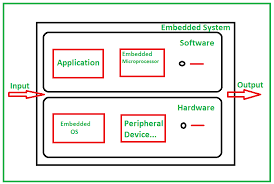 Embedded System
Software
Application
Embedded
Microprocessor
Input
Output
Hardware
Embedded
OS
Peripheral
Device...